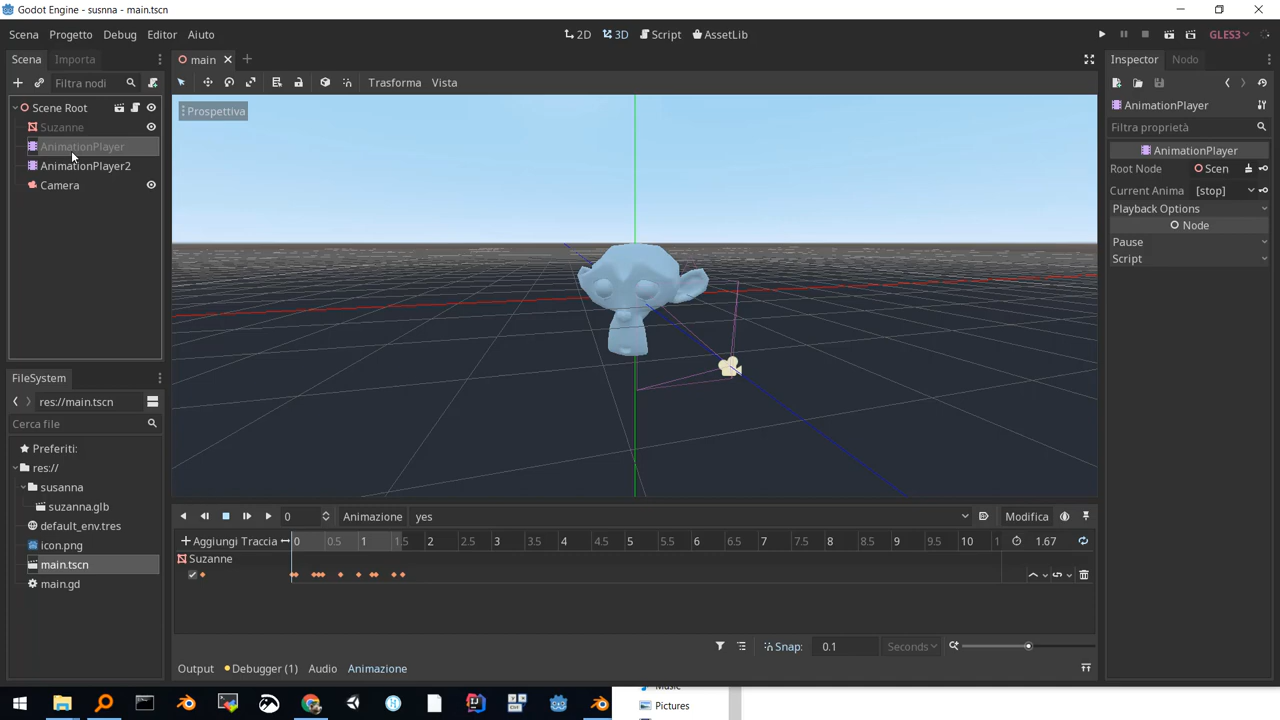 Godot Engine - susnna - main.tscn
Scena Progetto Debug Editor Aiuto
2D 3D Script AssetLib
GLES3
Scena Importa
main
Inspector Nodo
Filtra nodi
Trasforma Vista
Scene Root
Suzanne
AnimationPlayer
AnimationPlayer2
Camera
Prospettiva
AnimationPlayer
Filtra proprietà
AnimationPlayer
Root Node Scen
Current Anima [stop]
Playback Options
Node
Pause
Script
FileSystem
res://main.tscn
Cerca file
Preferiti:
res://
susanna
suzanna.glb
default_env.tres
icon.png
main.tscn
main.gd
0 Animazione yes Modifica
Aggiungi Traccia 0 0.5 1 1.5 2 2.5 3 3.5 4 4.5 5 5.5 6 6.5 7 7.5 8 8.5 9 9.5 10 1 1.67
Suzanne
Snap: 0.1 Seconds
Output Debugger (1) Audio Animazione
Music
Pictures